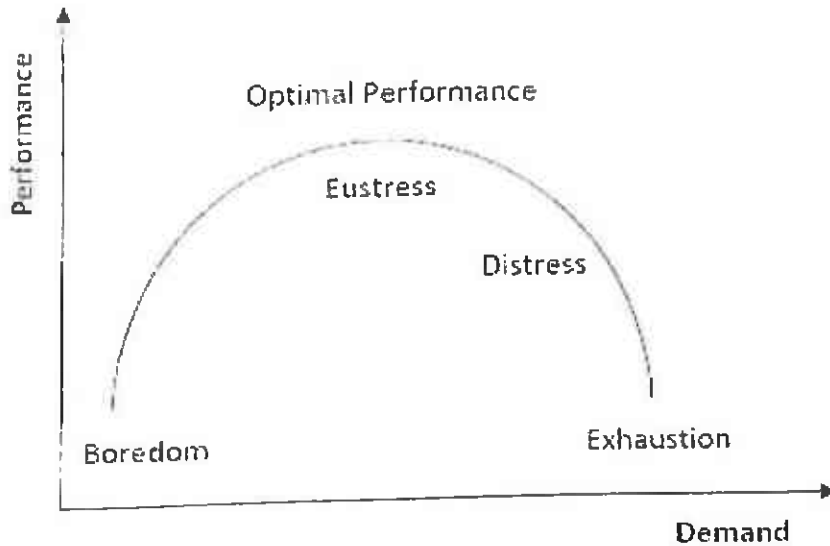 Performance
Optimal Performance
Eustress
Distress
Boredom
Exhaustion
Demand